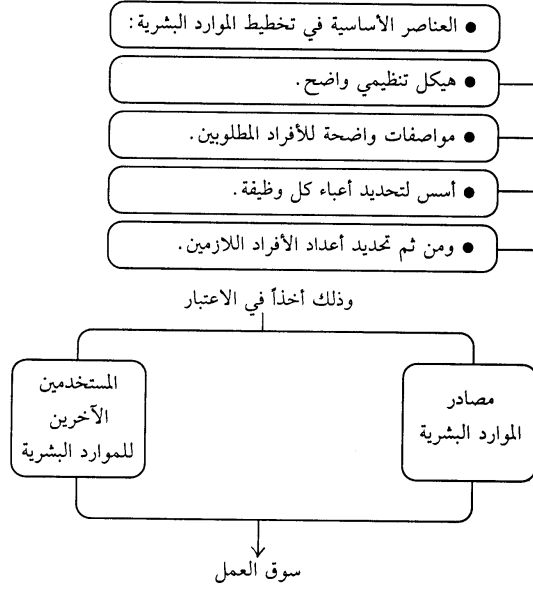 ● العناصر الأساسية في تخطيط الموارد البشرية:
● هيكل تنظيمي واضح.
● مواصفات واضحة للأفراد المطلوبين.
● أسس لتحديد أعباء كل وظيفة.
● ومن ثم تحديد أعداد الأفراد اللازمين.
وذلك أخذاً في الاعتبار
مصادر
الموارد البشرية
المستخدمين
الآخرين
للموارد البشرية
سوق العمل